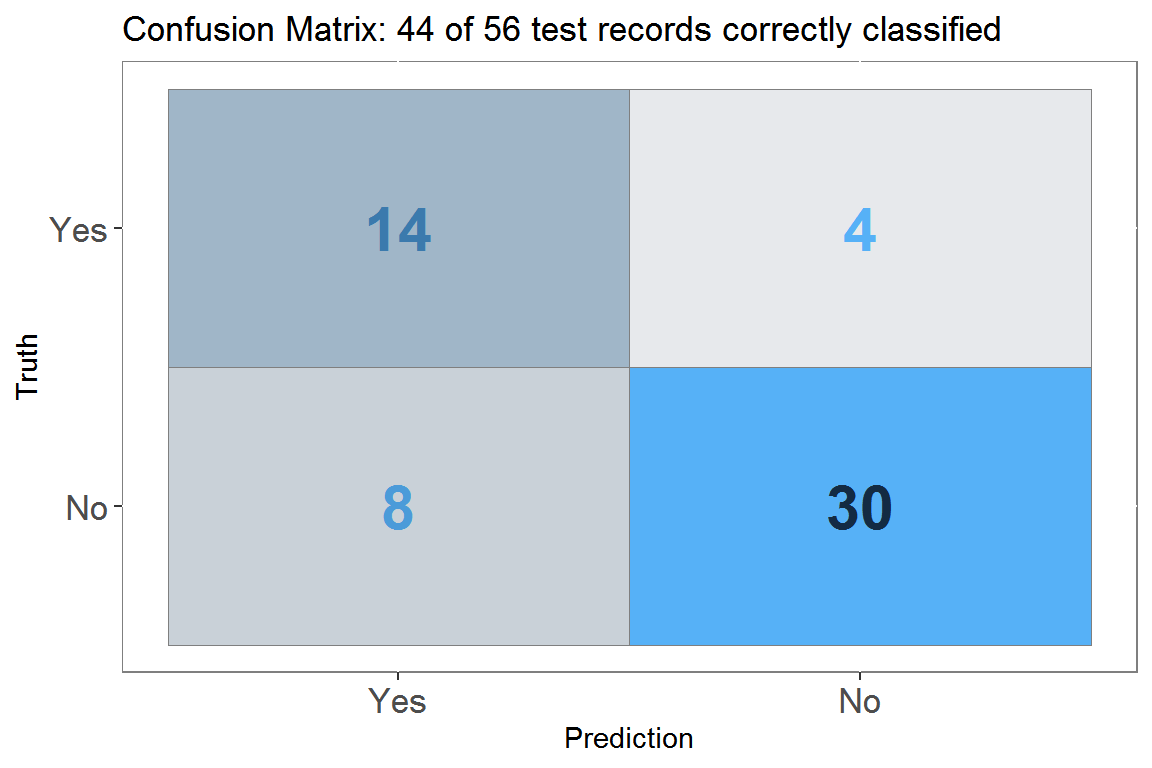 Confusion Matrix: 44 of 56 test records correctly classified
Yes
14
4
Truth
No
8
30
Yes
No
Prediction